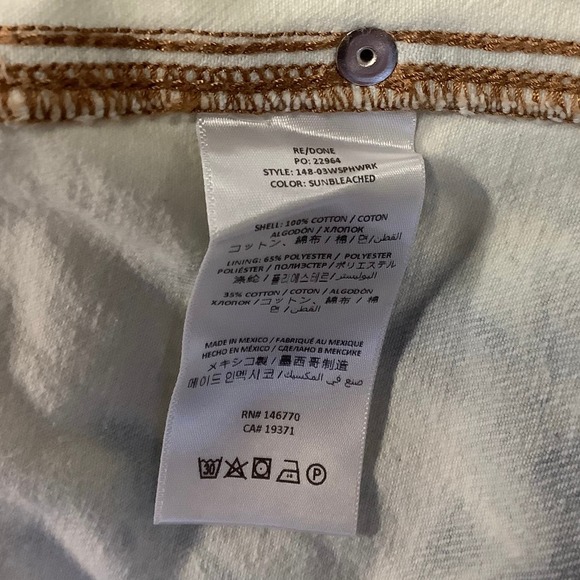 RE/DONE
PO: 22964
STYLE: 148-03WSPHWRK
COLOR: SUNBLEACHED
SHELL: 100% COTTON / COTON
ALGODÓN / ХЛОПОК
コットン、綿布 / 棉 / 면 / القطن
LINING: 65% POLYESTER / POLYESTER
POLIÉSTER / ПОЛИЭСТЕР / ポリエステル
涤纶 / 폴리에스테르 / البوليستر
35% COTTON / COTON / ALGODÓN
ХЛОПОК / コットン、綿布 / 棉
면 / القطن
MADE IN MEXICO / FABRIQUÉ AU MEXIQUE
HECHO EN MÉXICO / СДЕЛАНО В МЕКСИКЕ
メキシコ製 / 墨西哥制造
메이드 인멕시코 / صنع في المكسيك
RN# 146770
CA# 19371
30 P